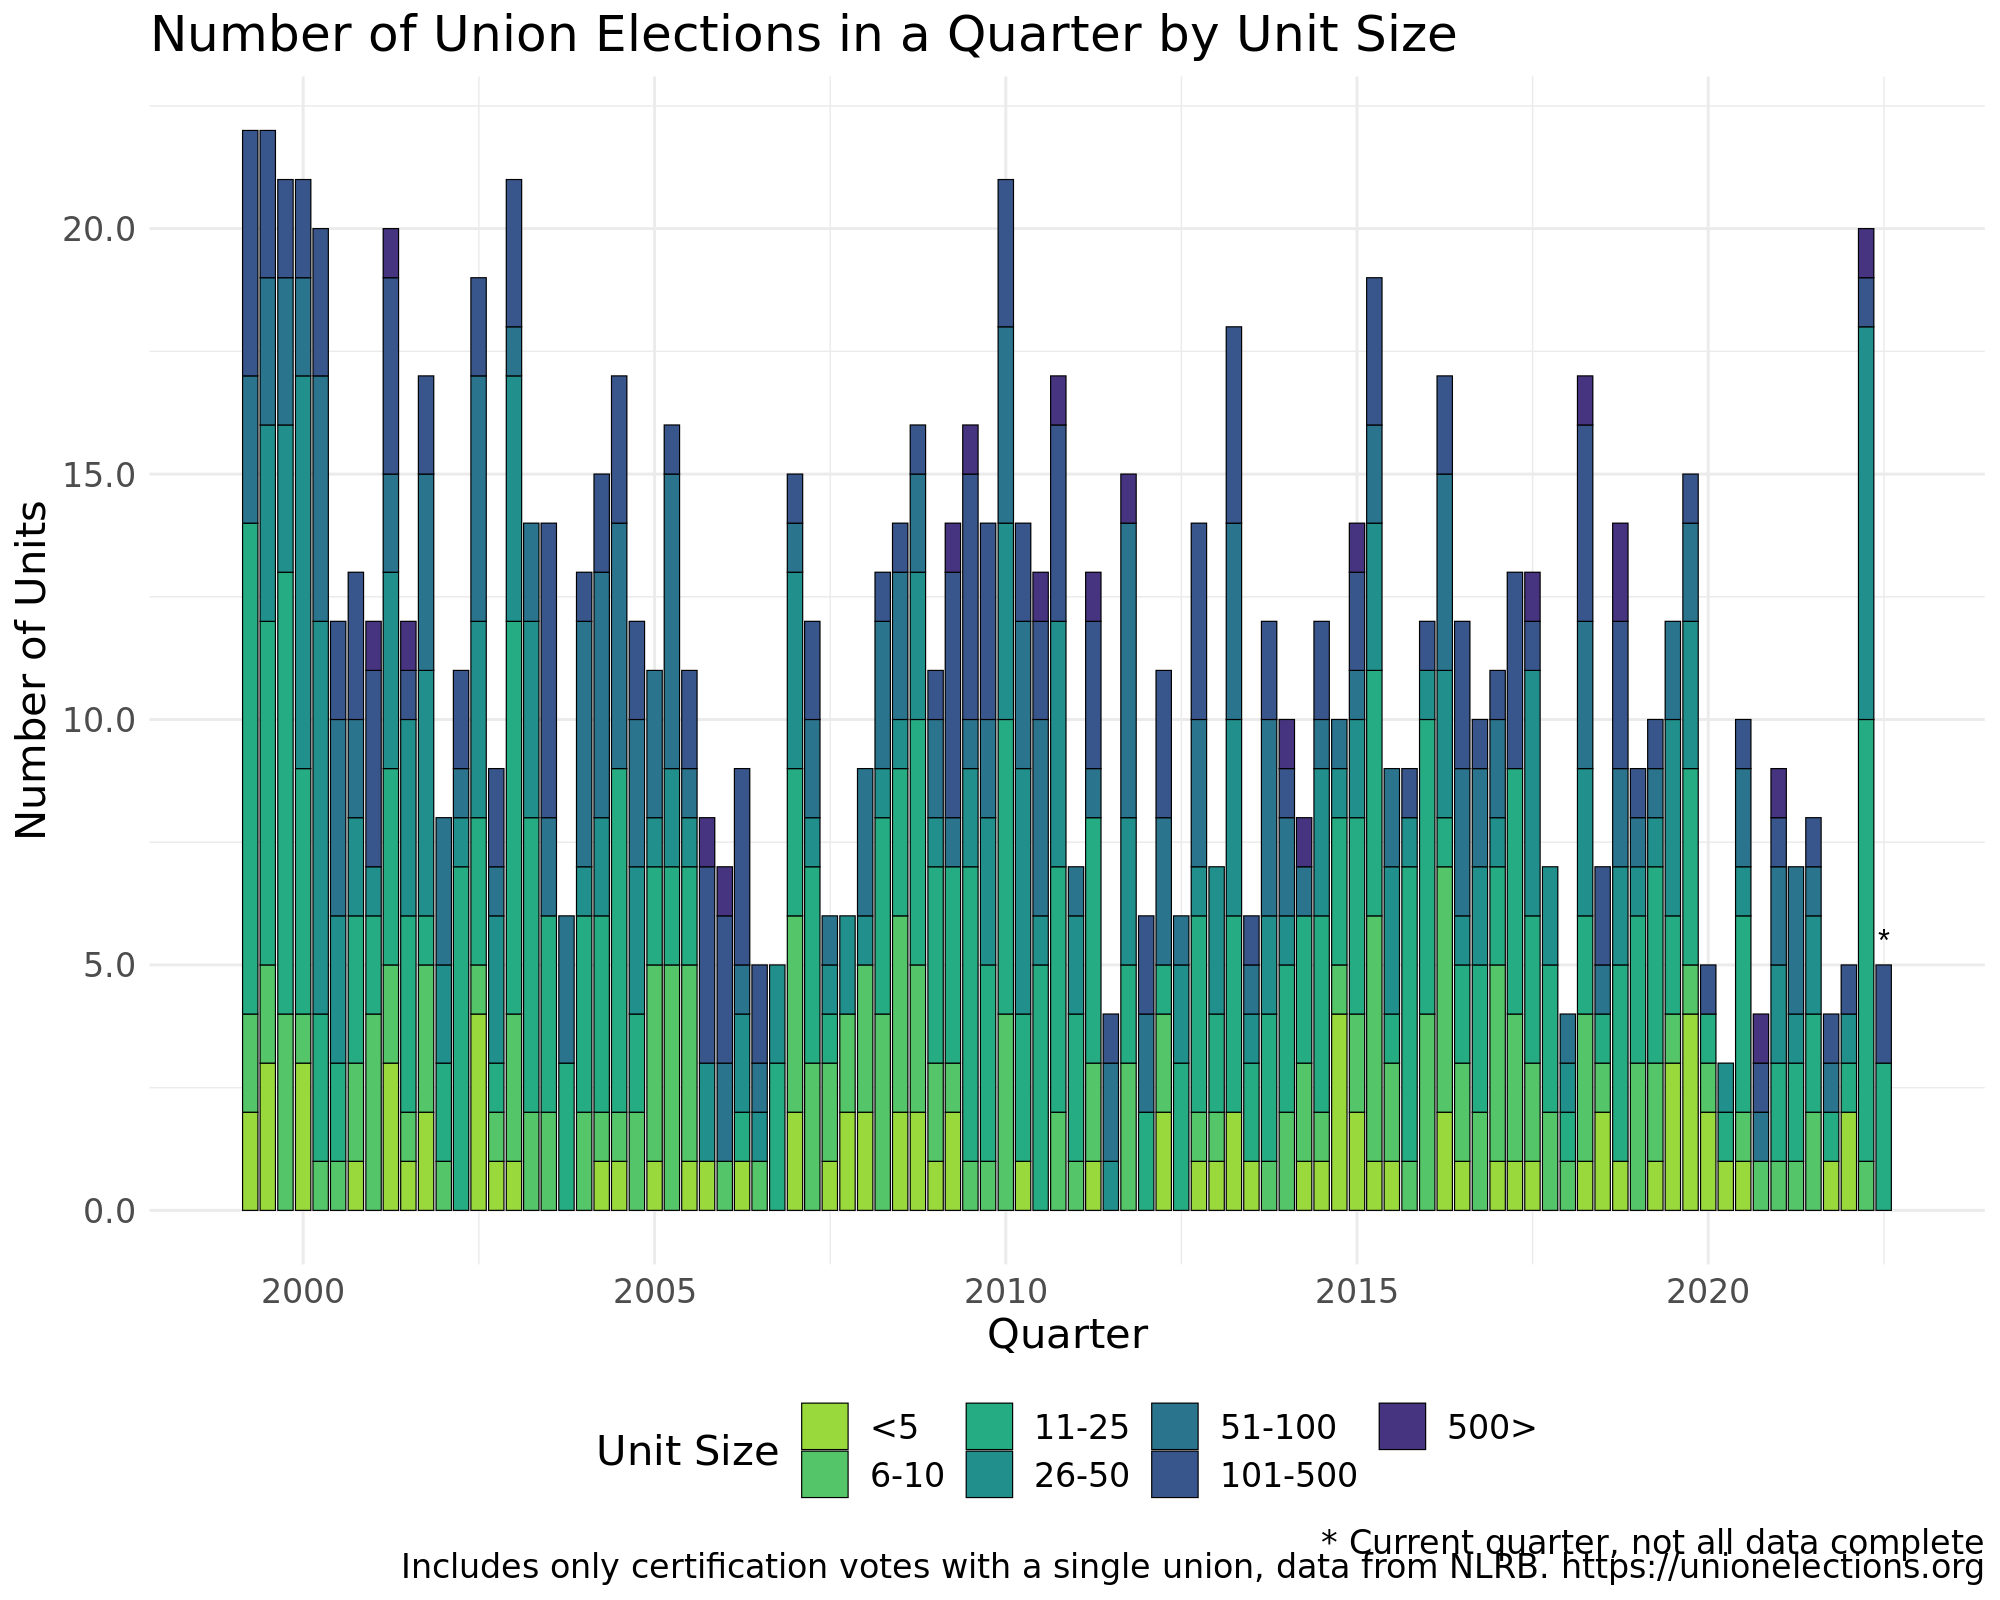 Number of Union Elections in a Quarter by Unit Size
Number of Units
20.0
15.0
10.0
5.0
0.0
*
2000 2005 2010 2015 2020
Quarter
Unit Size
<5 11-25 51-100 500>
6-10 26-50 101-500
* Current quarter, not all data complete
Includes only certification votes with a single union, data from NLRB. https://unionelections.org